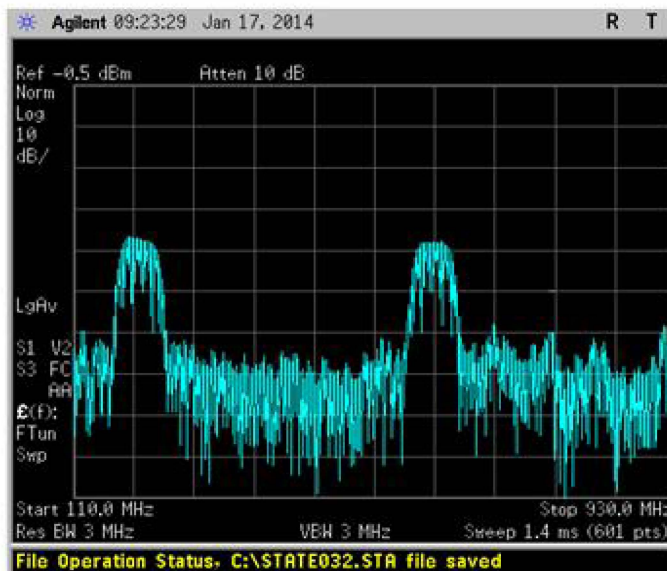 Agilent 09:23:29 Jan 17, 2014 R T
Ref -0.5 dBm Atten 10 dB
Norm
Log
10
dB/
LgAv
S1 V2
S3 FC
AA
£(f):
FTun
Swp
Start 110.0 MHz Stop 930.0 MHz
Res BW 3 MHz VBW 3 MHz Sweep 1.4 ms (601 pts)
File Operation Status, C:\STATE032.STA file saved